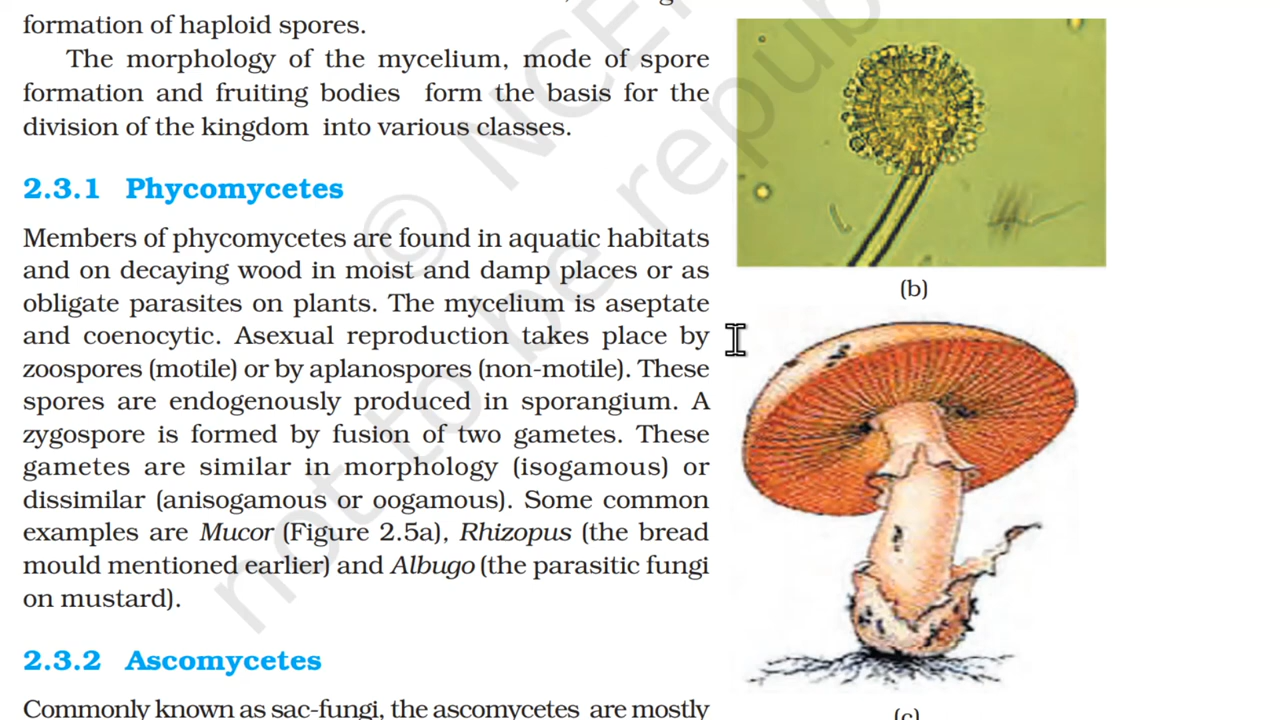 formation of haploid spores.
The morphology of the mycelium, mode of spore
formation and fruiting bodies form the basis for the
division of the kingdom into various classes.
2.3.1 Phycomycetes
Members of phycomycetes are found in aquatic habitats
and on decaying wood in moist and damp places or as
obligate parasites on plants. The mycelium is aseptate
and coenocytic. Asexual reproduction takes place by
zoospores (motile) or by aplanospores (non-motile). These
spores are endogenously produced in sporangium. A
zygospore is formed by fusion of two gametes. These
gametes are similar in morphology (isogamous) or
dissimilar (anisogamous or oogamous). Some common
examples are Mucor (Figure 2.5a), Rhizopus (the bread
mould mentioned earlier) and Albugo (the parasitic fungi
on mustard).
2.3.2 Ascomycetes
Commonly known as sac-fungi, the ascomycetes are mostly
(b)
(c)
©
not to be